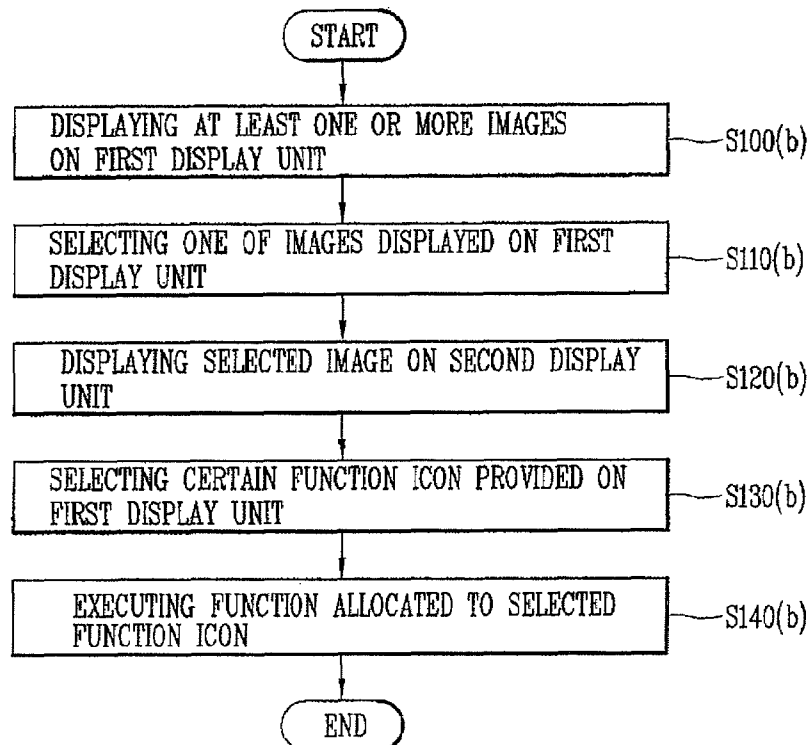 START
DISPLAYING AT LEAST ONE OR MORE IMAGES
ON FIRST DISPLAY UNIT
S100(b)
SELECTING ONE OF IMAGES DISPLAYED ON FIRST
DISPLAY UNIT
S110(b)
DISPLAYING SELECTED IMAGE ON SECOND DISPLAY
UNIT
S120(b)
SELECTING CERTAIN FUNCTION ICON PROVIDED ON
FIRST DISPLAY UNIT
S130(b)
EXECUTING FUNCTION ALLOCATED TO SELECTED
FUNCTION ICON
S140(b)
END